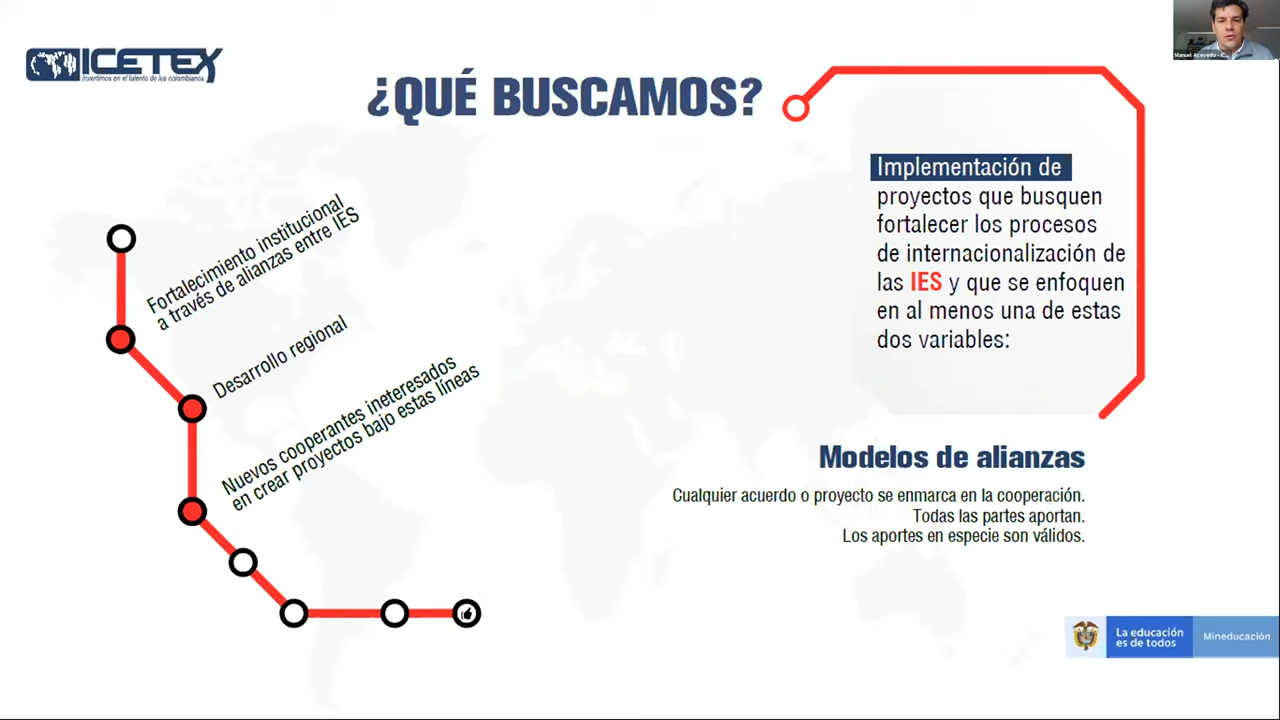 ICETEX
Invertimos en el talento de los colombianos
¿QUÉ BUSCAMOS?
Manuel Acevedo - IC...
Fortalecimiento institucional
a través de alianzas entre IES
Desarrollo regional
Nuevos cooperantes ineteresados
en crear proyectos bajo estas líneas
Implementación de
proyectos que busquen
fortalecer los procesos
de internacionalización de
las IES y que se enfoquen
en al menos una de estas
dos variables:
Modelos de alianzas
Cualquier acuerdo o proyecto se enmarca en la cooperación.
Todas las partes aportan.
Los aportes en especie son válidos.
La educación
es de todos
Mineducación